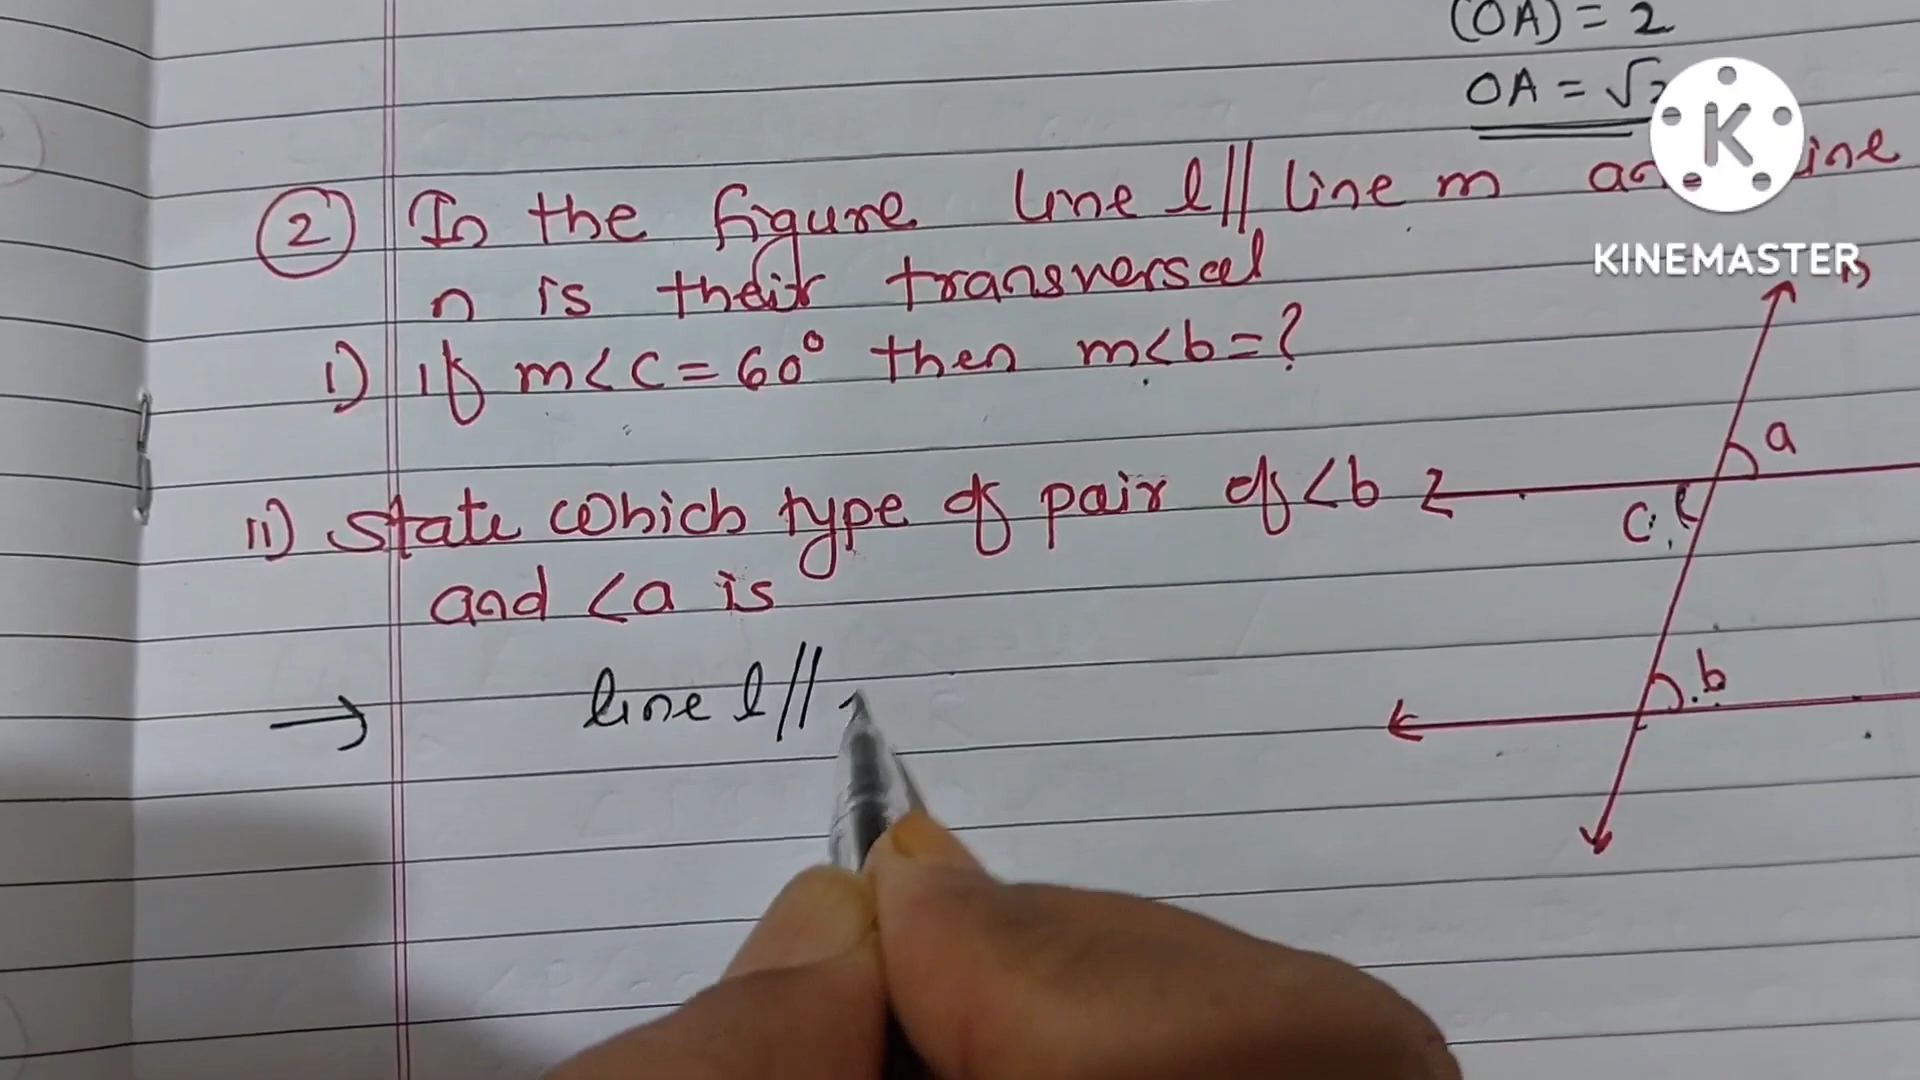 (OA) = 2
OA = √2
KINEMASTER
② In the figure line l // line m and line
n is their transversal
i) if m<c = 60° then m<b = ?
ii) state which type of pair of <b
and <a is
→ line l //
n
a
c
b